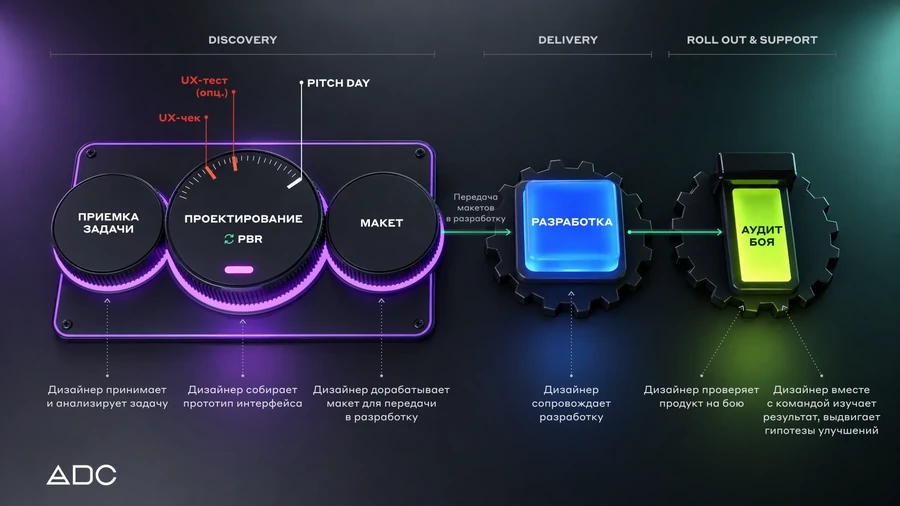 DISCOVERY
DELIVERY
ROLL OUT & SUPPORT
UX-тест
(опц.)
PITCH DAY
UX-чек
ПРИЕМКА
ЗАДАЧИ
ПРОЕКТИРОВАНИЕ
PBR
МАКЕТ
Передача
макетов
в разработку
РАЗРАБОТКА
АУДИТ
БОЯ
Дизайнер принимает
и анализирует задачу
Дизайнер собирает
прототип интерфейса
Дизайнер дорабатывает
макет для передачи
в разработку
Дизайнер
сопровождает
разработку
Дизайнер проверяет
продукт на бою
Дизайнер вместе
с командой изучает
результат, выдвигает
гипотезы улучшений
ADC